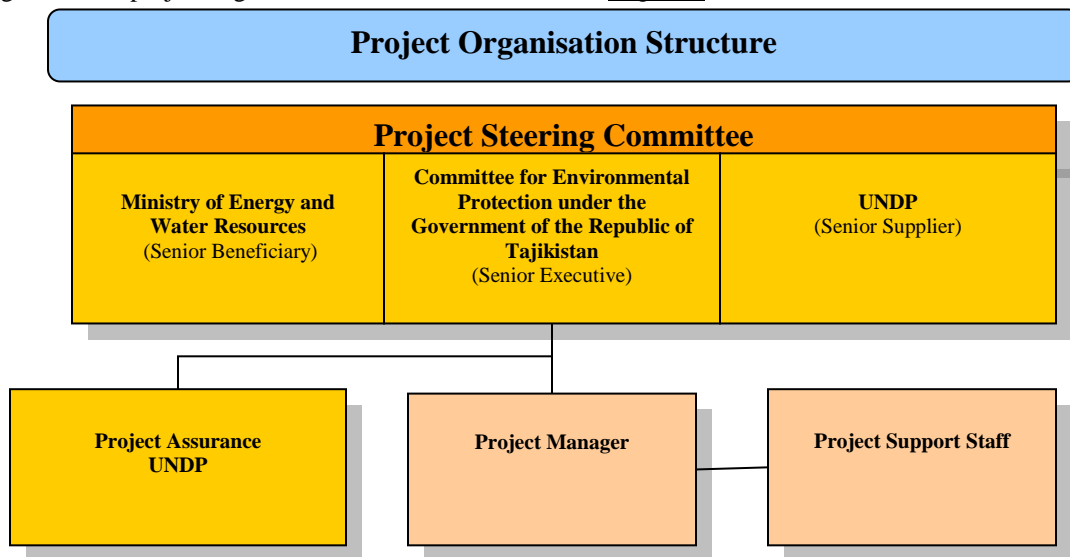 Project Organisation Structure
Project Steering Committee
Ministry of Energy and
Water Resources
(Senior Beneficiary)
Committee for Environmental
Protection under the
Government of the Republic of
Tajikistan
(Senior Executive)
UNDP
(Senior Supplier)
Project Assurance
UNDP
Project Manager
Project Support Staff